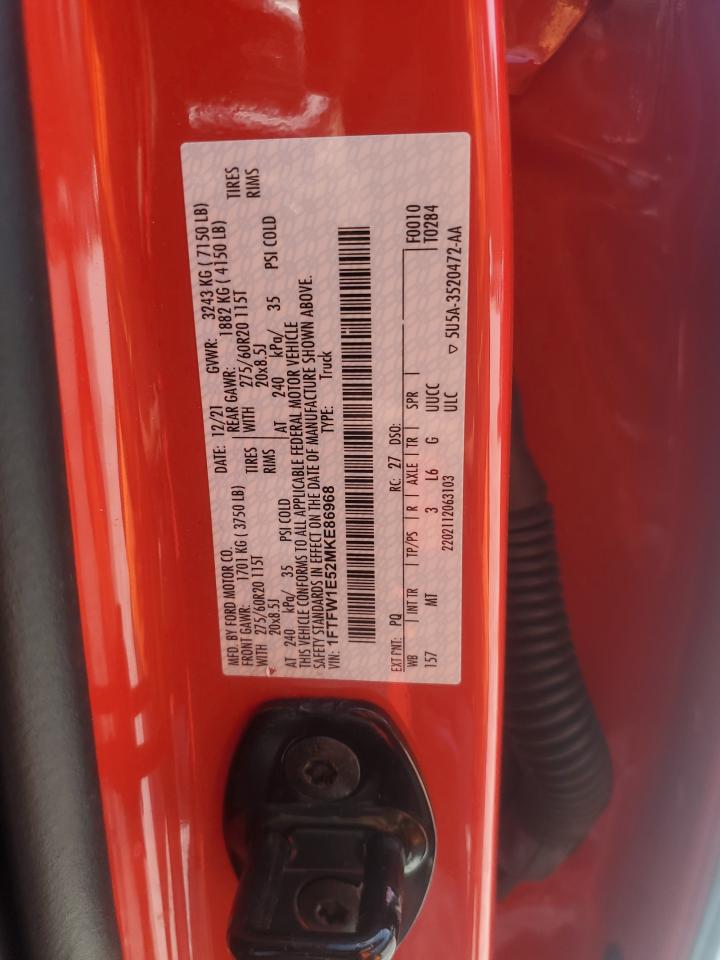 MFD. BY FORD MOTOR CO.
DATE: 12/21 GVWR: 3243 KG ( 7150 LB)
FRONT GAWR: 1701 KG ( 3750 LB)
REAR GAWR: 1882 KG ( 4150 LB)
WITH 275/60R20 115T TIRES
WITH 275/60R20 115T TIRES
20x8.5J RIMS
20x8.5J RIMS
AT 240 kPa/ 35 PSI COLD
AT 240 kPa/ 35 PSI COLD
THIS VEHICLE CONFORMS TO ALL APPLICABLE FEDERAL MOTOR VEHICLE
SAFETY STANDARDS IN EFFECT ON THE DATE OF MANUFACTURE SHOWN ABOVE.
VIN: 1FTFW1E52MKE86968 TYPE: Truck
EXT PNT: PQ RC: 27 DSO: F0010
WB INT TR TP/PS R AXLE TR SPR T0284
157 MT 3 L6 G UUCC
2202111206 3103 ULC
▽ 5U5A-3520472-AA